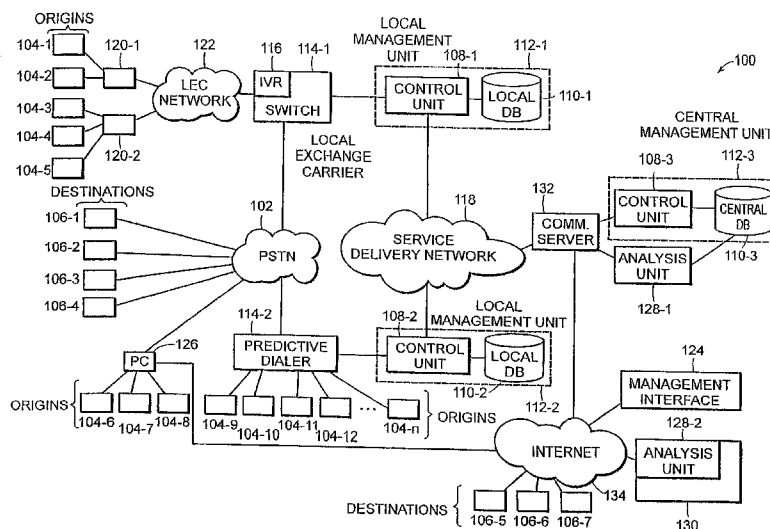 ORIGINS
104-1
104-2
104-3
104-4
104-5
120-1
120-2
122
LEC
NETWORK
116
114-1
IVR
SWITCH
LOCAL
EXCHANGE
CARRIER
LOCAL
MANAGEMENT
UNIT
108-1
112-1
CONTROL
UNIT
LOCAL
DB
110-1
100
CENTRAL
MANAGEMENT UNIT
108-3
112-3
CONTROL
UNIT
CENTRAL
DB
110-3
ANALYSIS
UNIT
128-1
132
COMM.
SERVER
118
SERVICE
DELIVERY NETWORK
DESTINATIONS
106-1
106-2
106-3
106-4
102
PSTN
114-2
PREDICTIVE
DIALER
LOCAL
MANAGEMENT UNIT
108-2
CONTROL
UNIT
LOCAL
DB
110-2
112-2
126
PC
ORIGINS
104-6
104-7
104-8
104-9
104-10
104-11
104-12
...
104-n
ORIGINS
124
MANAGEMENT
INTERFACE
128-2
ANALYSIS
UNIT
130
INTERNET
134
DESTINATIONS
106-5
106-6
106-7